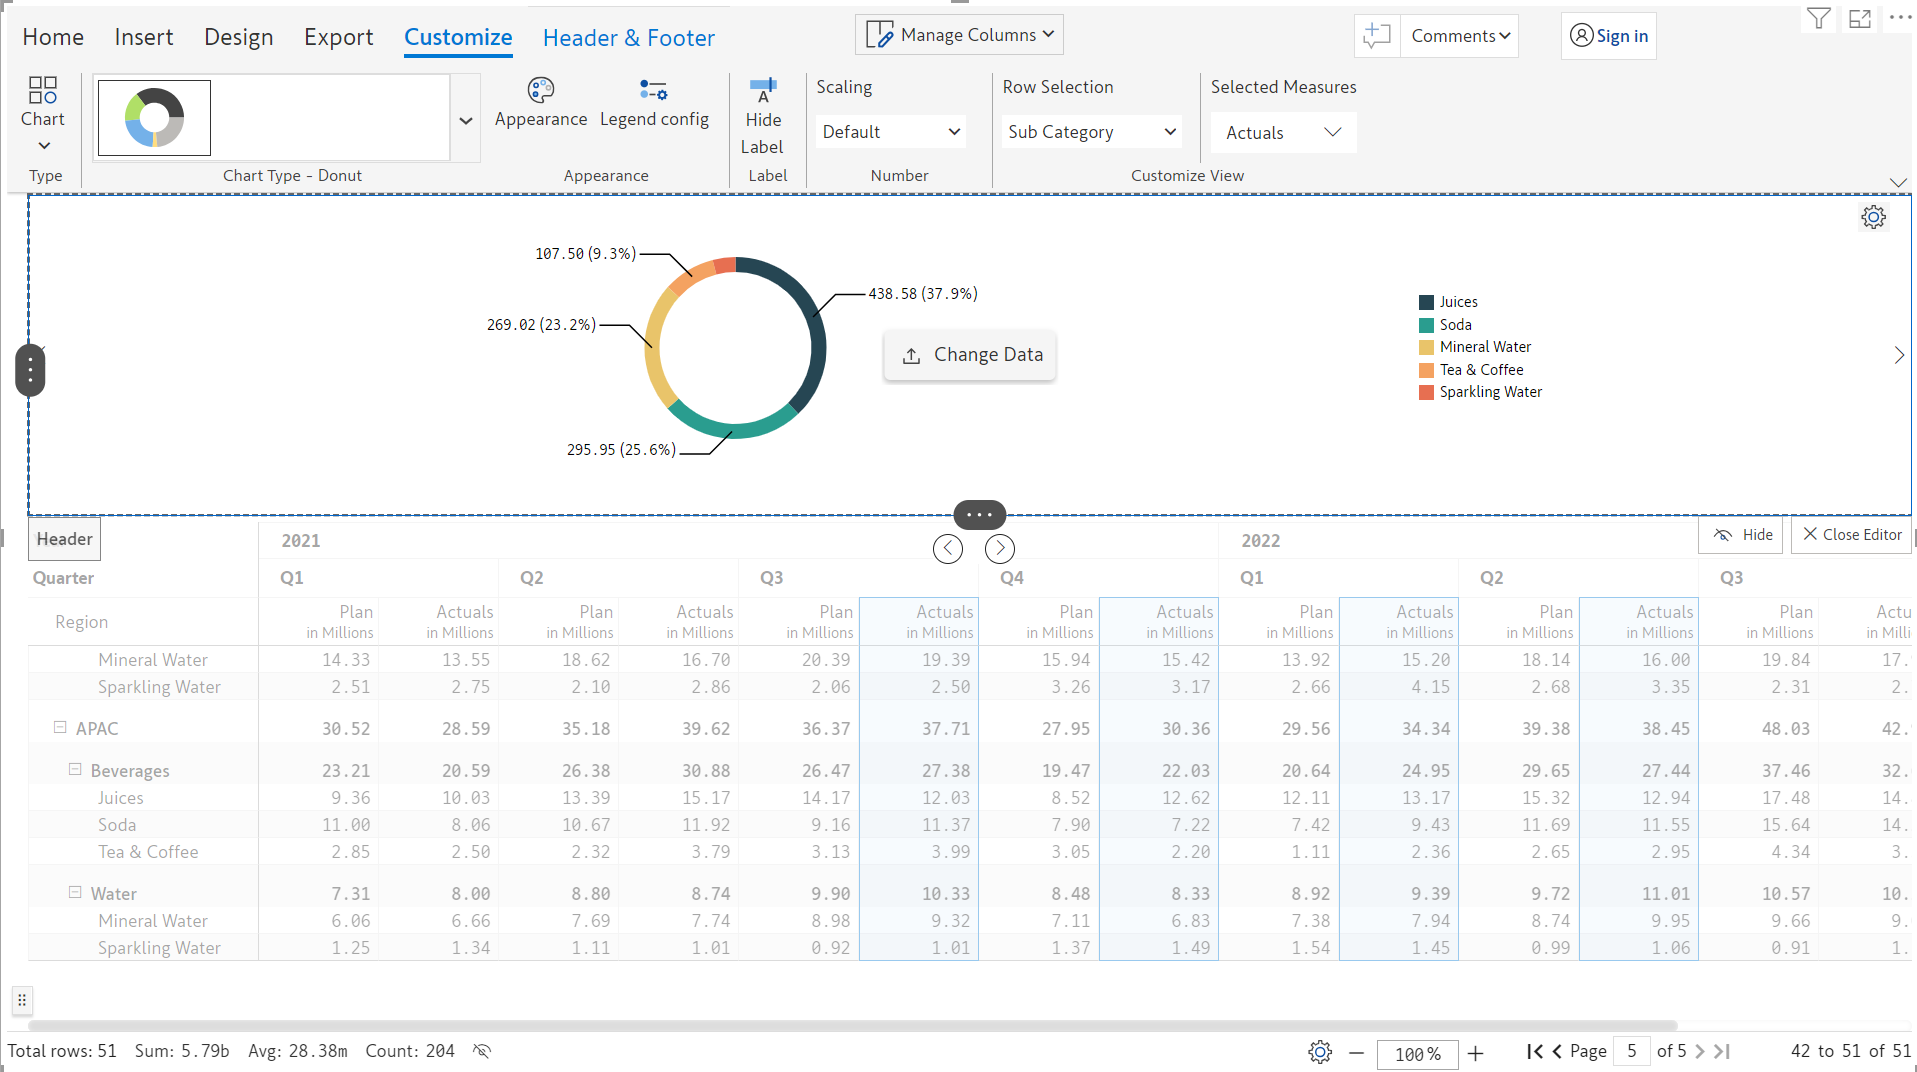 Home Insert Design Export Customize Header & Footer Manage Columns Comments Sign in
Chart
Type
Chart Type - Donut
Appearance Legend config
Appearance
Hide
Label
Label
Scaling
Default
Number
Row Selection
Sub Category
Selected Measures
Actuals
Customize View
107.50 (9.3%)
438.58 (37.9%)
269.02 (23.2%)
295.95 (25.6%)
Change Data
Juices
Soda
Mineral Water
Tea & Coffee
Sparkling Water
Header 2021 2022 Hide Close Editor
Quarter Q1 Q2 Q3 Q4 Q1 Q2 Q3
Region Plan Actuals Plan Actuals Plan Actuals Plan Actuals Plan Actuals Plan Actuals Plan Actu
in Millions in Millions in Millions in Millions in Millions in Millions in Millions in Millions in Millions in Millions in Millions in Millions in Millions in Milli
Mineral Water 14.33 13.55 18.62 16.70 20.39 19.39 15.94 15.42 13.92 15.20 18.14 16.00 19.84 17.
Sparkling Water 2.51 2.75 2.10 2.86 2.06 2.50 3.26 3.17 2.66 4.15 2.68 3.35 2.31 2.
APAC 30.52 28.59 35.18 39.62 36.37 37.71 27.95 30.36 29.56 34.34 39.38 38.45 48.03 42.
Beverages 23.21 20.59 26.38 30.88 26.47 27.38 19.47 22.03 20.64 24.95 29.65 27.44 37.46 32.
Juices 9.36 10.03 13.39 15.17 14.17 12.03 8.52 12.62 12.11 13.17 15.32 12.94 17.48 14.
Soda 11.00 8.06 10.67 11.92 9.16 11.37 7.90 7.22 7.42 9.43 11.69 11.55 15.64 14.
Tea & Coffee 2.85 2.50 2.32 3.79 3.13 3.99 3.05 2.20 1.11 2.36 2.65 2.95 4.34 3.
Water 7.31 8.00 8.80 8.74 9.90 10.33 8.48 8.33 8.92 9.39 9.72 11.01 10.57 10.
Mineral Water 6.06 6.66 7.69 7.74 8.98 9.32 7.11 6.83 7.38 7.94 8.74 9.95 9.66 9.
Sparkling Water 1.25 1.34 1.11 1.01 0.92 1.01 1.37 1.49 1.54 1.45 0.99 1.06 0.91 1.
Total rows: 51 Sum: 5.79b Avg: 28.38m Count: 204 100 % Page 5 of 5 42 to 51 of 51